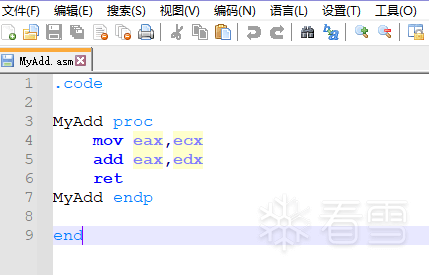 文件(F) 编辑(E) 搜索(S) 视图(V) 编码(N) 语言(L) 设置(T) 工具(O)
MyAdd.asm
1 .code
2
3 MyAdd proc
4 mov eax,ecx
5 add eax,edx
6 ret
7 MyAdd endp
8
9 end
看雪